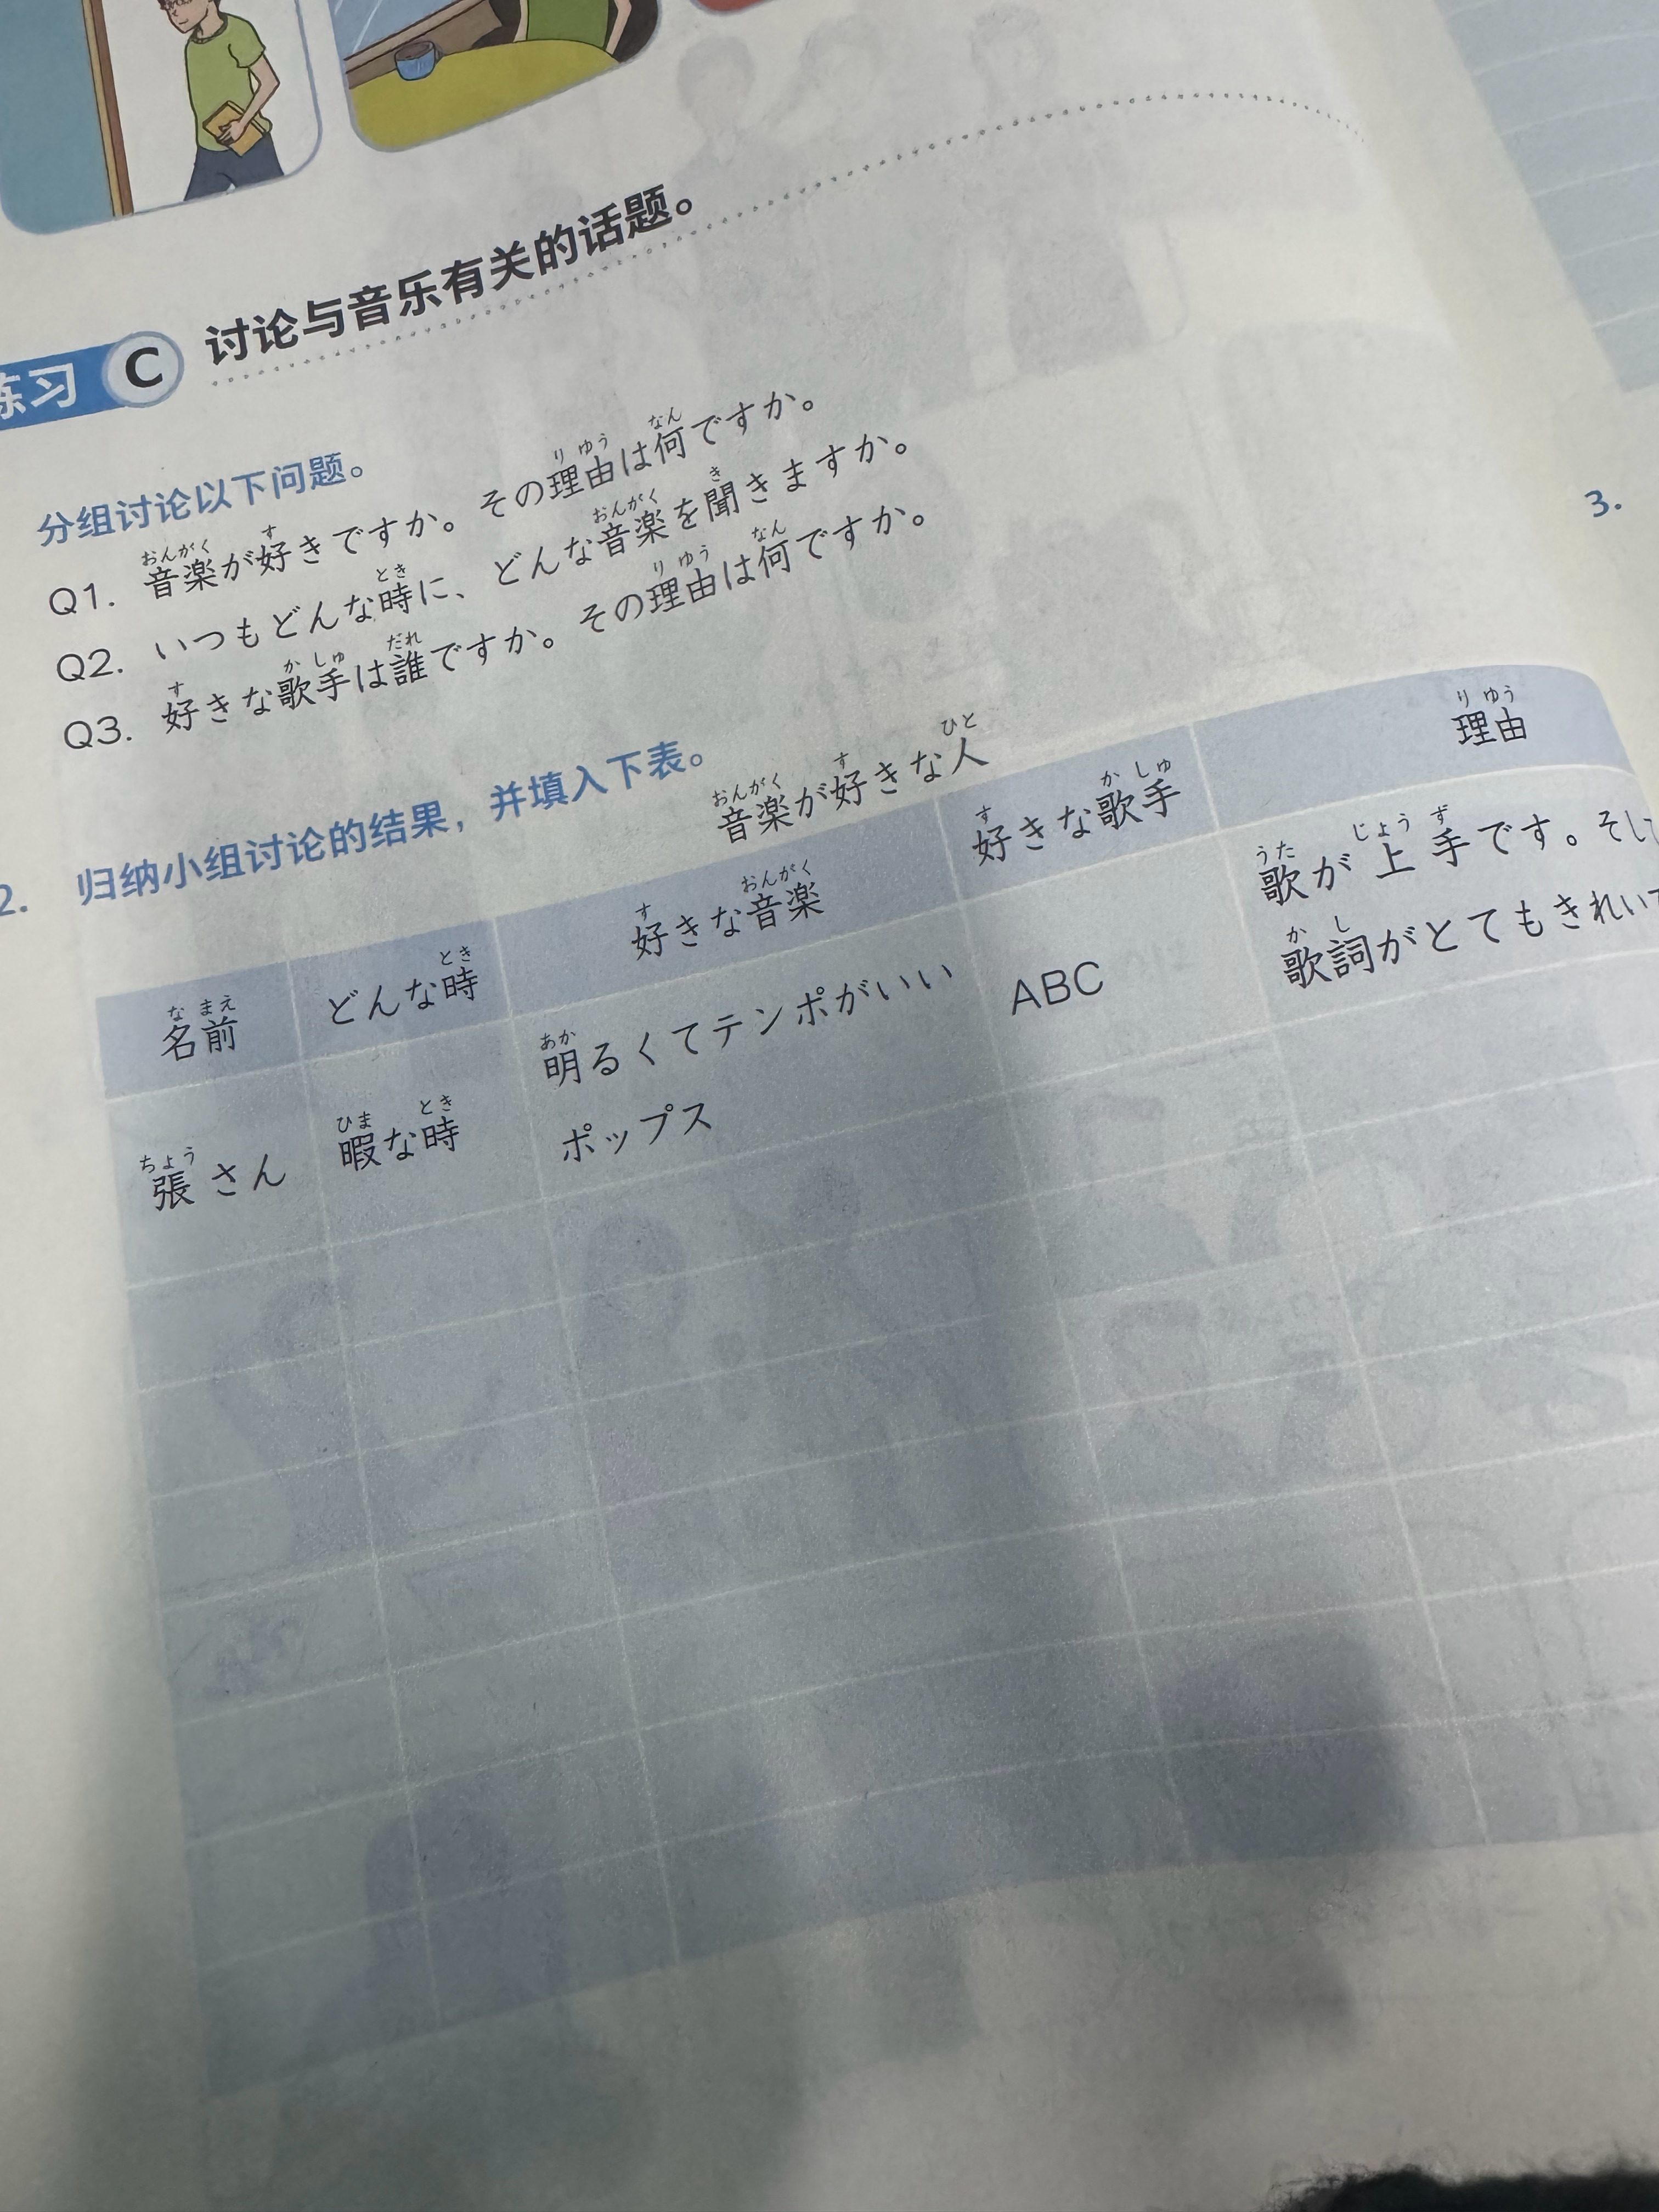 练习 C 讨论与音乐有关的话题。
分组讨论以下问题。
Q1. 音楽が好きですか。その理由は何ですか。
Q2. いつもどんな時に、どんな音楽を聞きますか。
Q3. 好きな歌手は誰ですか。その理由は何ですか。
2. 归纳小组讨论的结果，并填入下表。
音楽が好きな人
名前 どんな時 好きな音楽 好きな歌手 理由
張さん 暇な時 明るくてテンポがいい ABC 歌が上手です。そし
ポップス 歌詞がとてもきれいで
3.